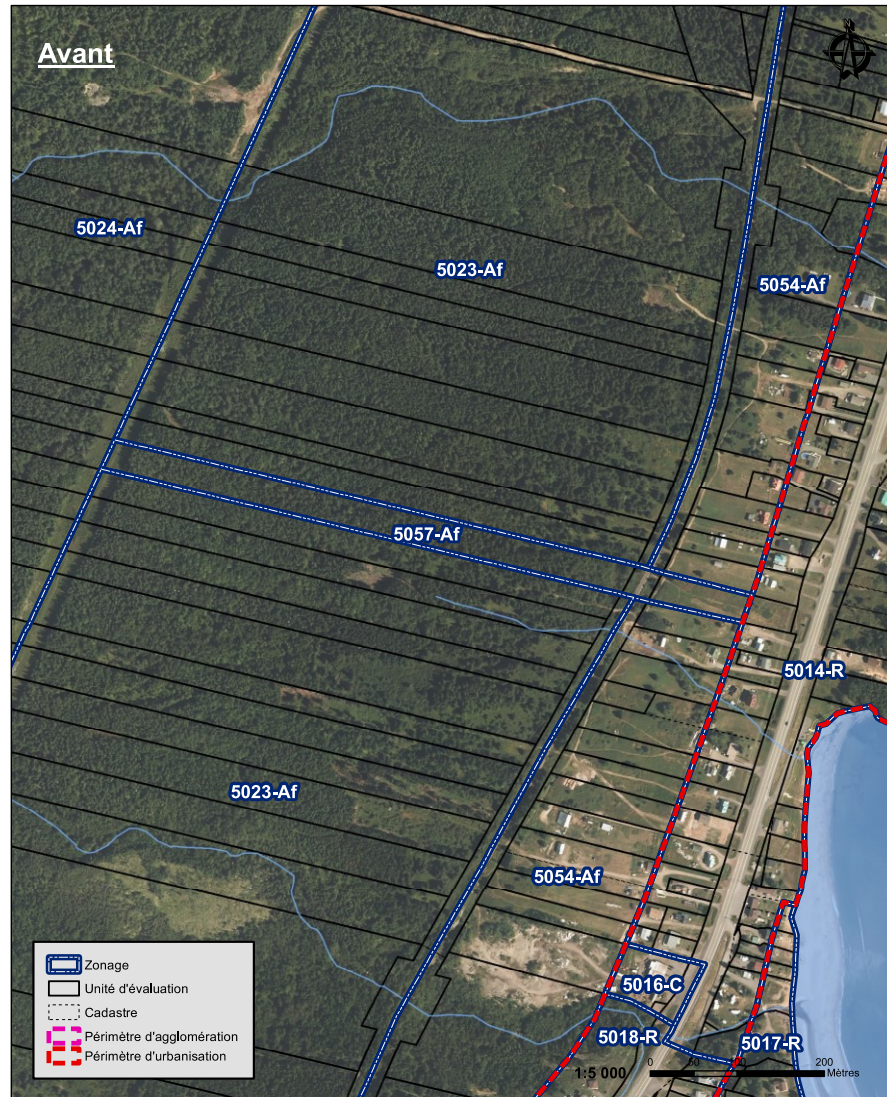 Avant
N
5024-Af
5023-Af
5054-Af
5057-Af
5014-R
5023-Af
5054-Af
5016-C
5018-R
5017-R
Zonage
Unité d'évaluation
Cadastre
Périmètre d'agglomération
Périmètre d'urbanisation
1:5 000
0 50 100 200
Mètres